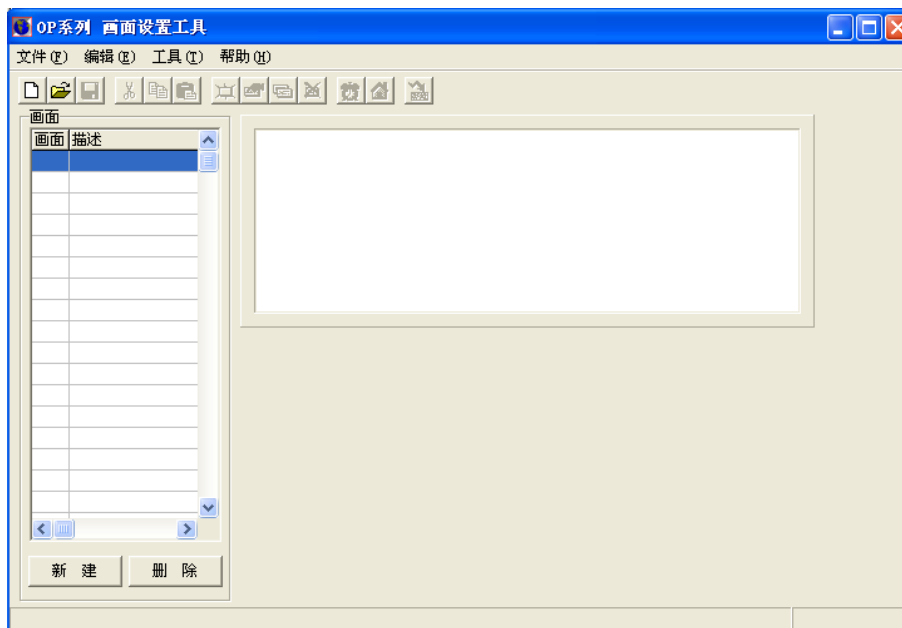 OP系列 画面设置工具
文件(F) 编辑(E) 工具(T) 帮助(H)
画面
画面 描述
新 建 删 除